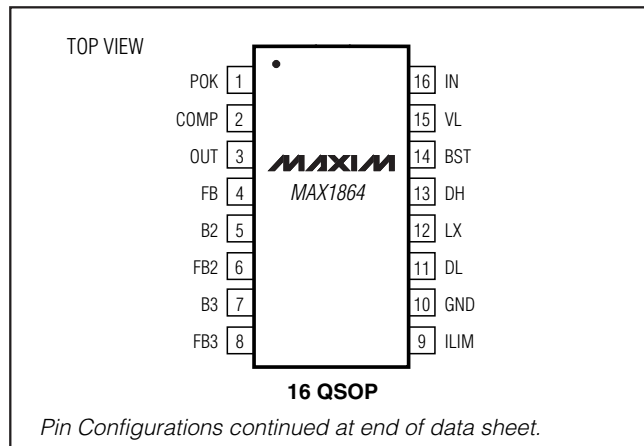 TOP VIEW
POK 1 16 IN
COMP 2 15 VL
OUT 3 14 BST
MAXIM
FB 4 MAX1864 13 DH
B2 5 12 LX
FB2 6 11 DL
B3 7 10 GND
FB3 8 9 ILIM
16 QSOP
Pin Configurations continued at end of data sheet.